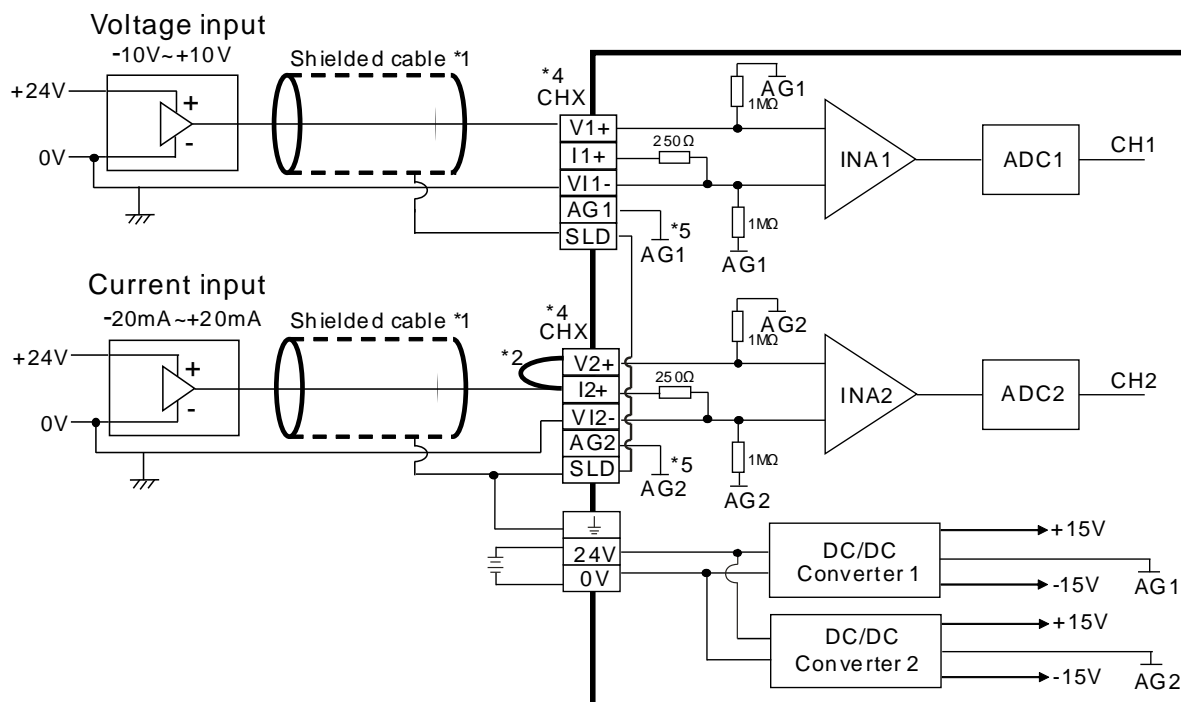 Voltage input
-10V~+10V
Shielded cable *1
*4
CHX
+24V
+
-
0V
V1+
I1+
VI1-
AG1
SLD
250Ω
AG1
1MΩ
1MΩ
AG1
*5
AG1
INA1
ADC1
CH1
Current input
-20mA~+20mA
Shielded cable *1
*4
CHX
*2
+24V
+
-
0V
V2+
I2+
VI2-
AG2
SLD
250Ω
AG2
1MΩ
1MΩ
AG2
*5
AG2
INA2
ADC2
CH2
24V
0V
DC/DC
Converter 1
+15V
AG1
-15V
DC/DC
Converter 2
+15V
AG2
-15V